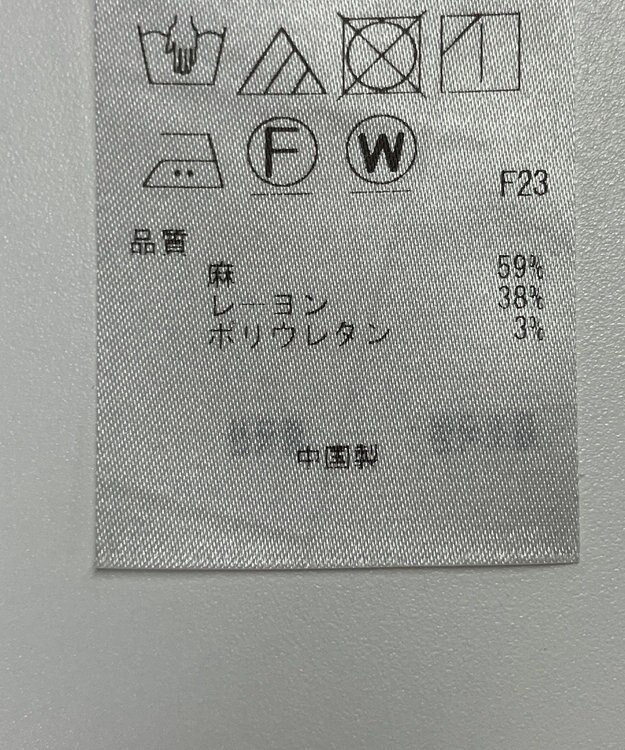 F W
F23
品質
麻 59%
レーヨン 38%
ポリウレタン 3%
中国製